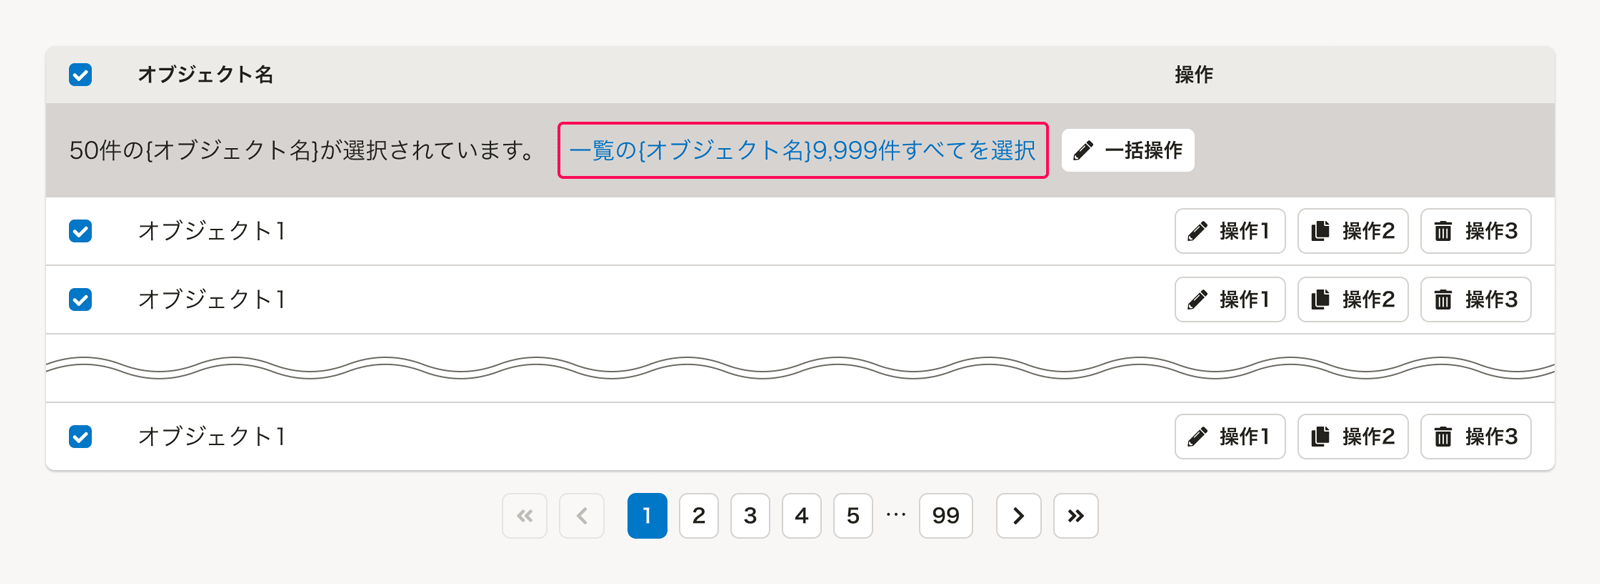 オブジェクト名 操作
50件の{オブジェクト名}が選択されています。 一覧の{オブジェクト名}9,999件すべてを選択 一括操作
オブジェクト1 操作1 操作2 操作3
オブジェクト1 操作1 操作2 操作3
オブジェクト1 操作1 操作2 操作3
1 2 3 4 5 … 99